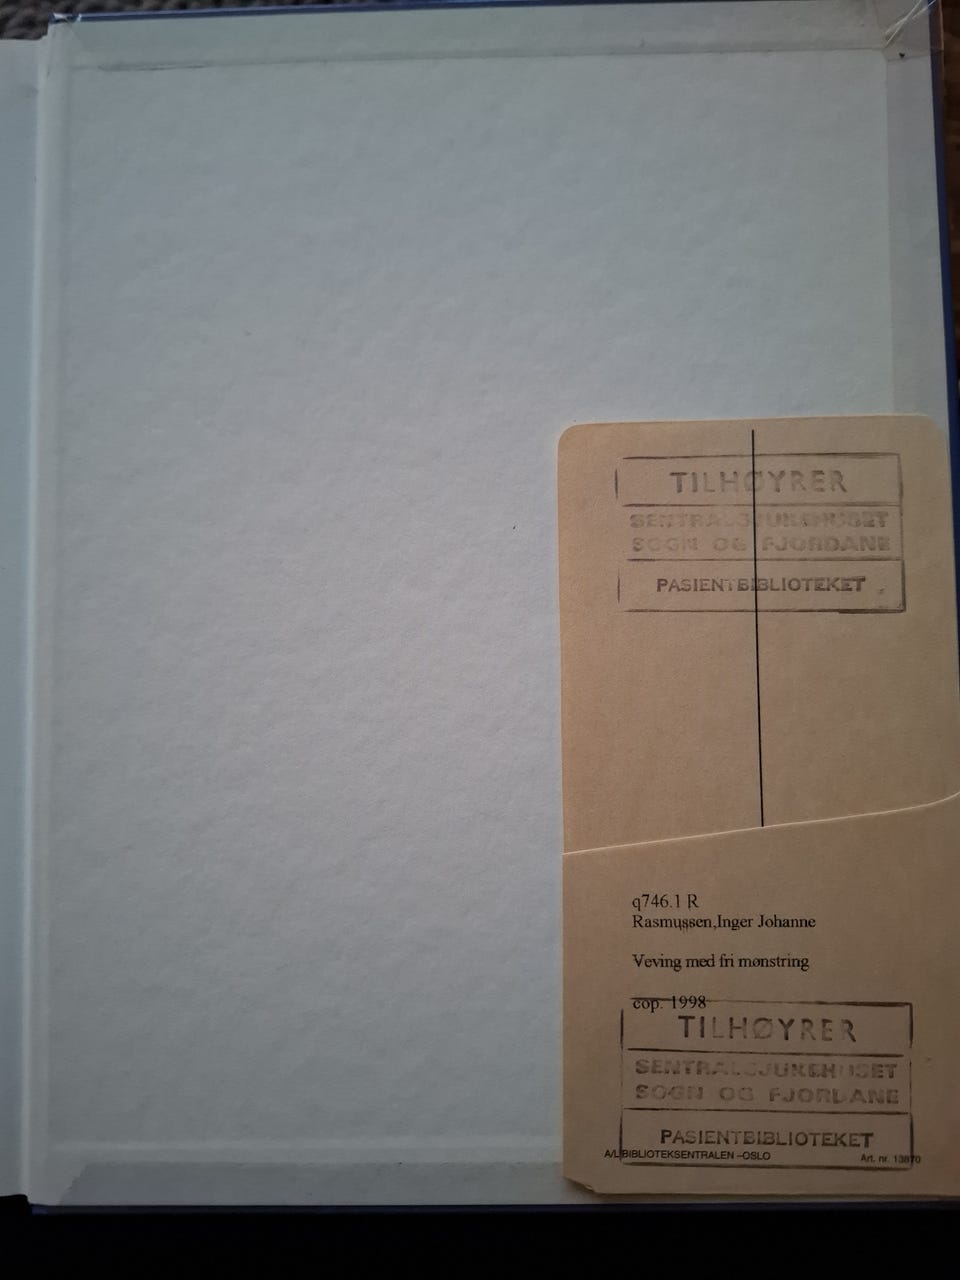 TILHØYRER
SENTRALSJUKEHUSET
SOGN OG FJORDANE
PASIENTBIBLIOTEKET
q746.1 R
Rasmussen,Inger Johanne
Veving med fri mønstring
cop. 1998
TILHØYRER
SENTRALSJUKEHUSET
SOGN OG FJORDANE
PASIENTBIBLIOTEKET
A/L BIBLIOTEKSENTRALEN –OSLO Art. nr. 13870